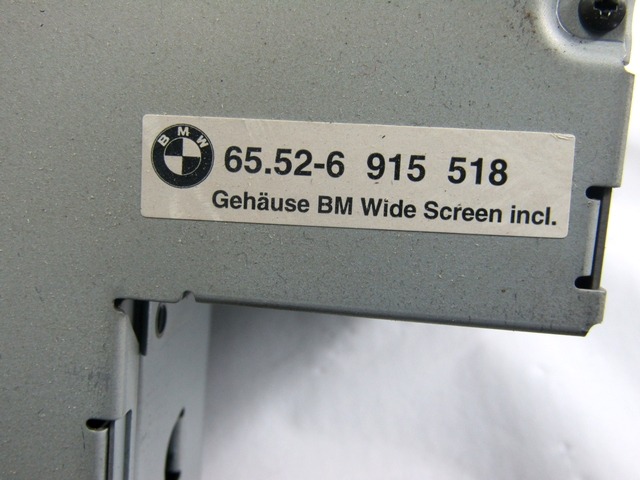 BMW
65.52-6 915 518
Gehäuse BM Wide Screen incl.